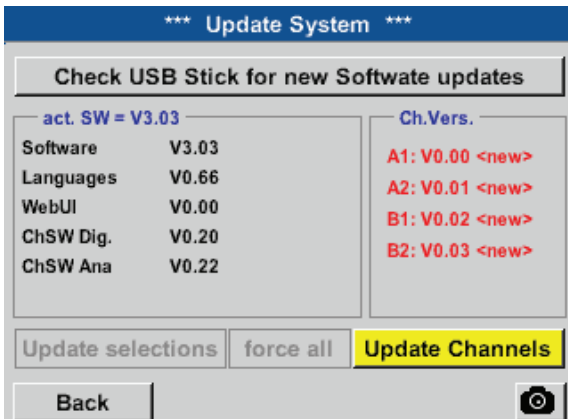 *** Update System ***
Check USB Stick for new Softwate updates
act. SW = V3.03
Software V3.03
Languages V0.66
WebUI V0.00
ChSW Dig. V0.20
ChSW Ana V0.22
Ch.Vers.
A1: V0.00 <new>
A2: V0.01 <new>
B1: V0.02 <new>
B2: V0.03 <new>
Update selections force all Update Channels
Back